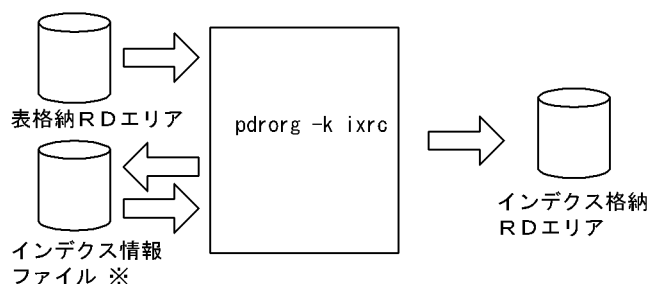 表格納ＲＤエリア
pdrorg -k ixrc
インデクス情報
ファイル ※
インデクス格納
ＲＤエリア